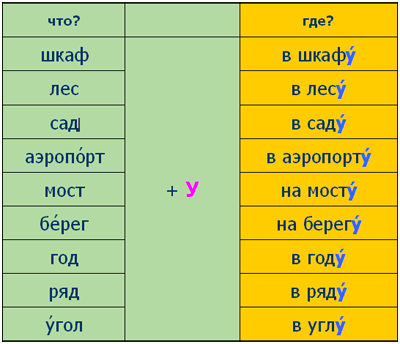 что? где?
шкаф в шкафу́
лес в лесу́
сад в саду́
аэропо́рт в аэропорту́
мост + У на мосту́
бе́рег на берегу́
год в году́
ряд в ряду́
у́гол в углу́